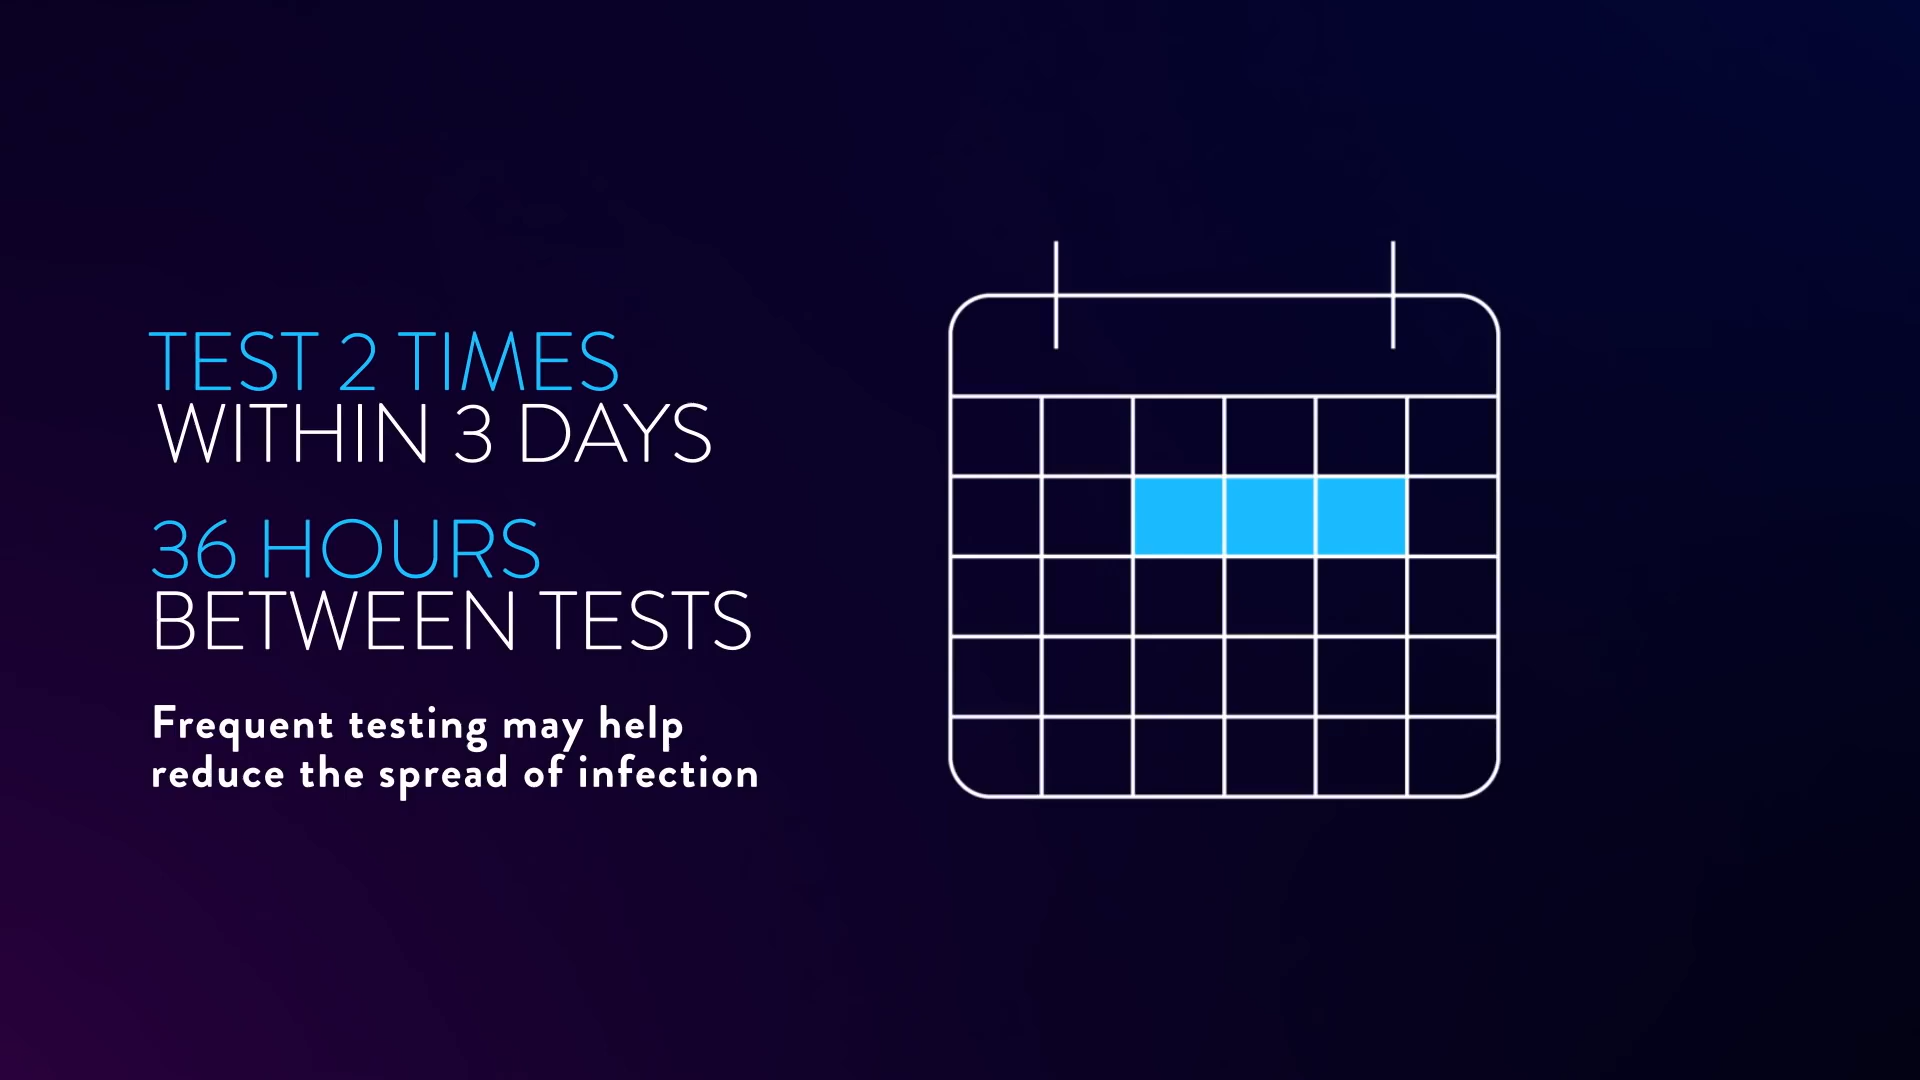 TEST 2 TIMES
WITHIN 3 DAYS
36 HOURS
BETWEEN TESTS
Frequent testing may help
reduce the spread of infection